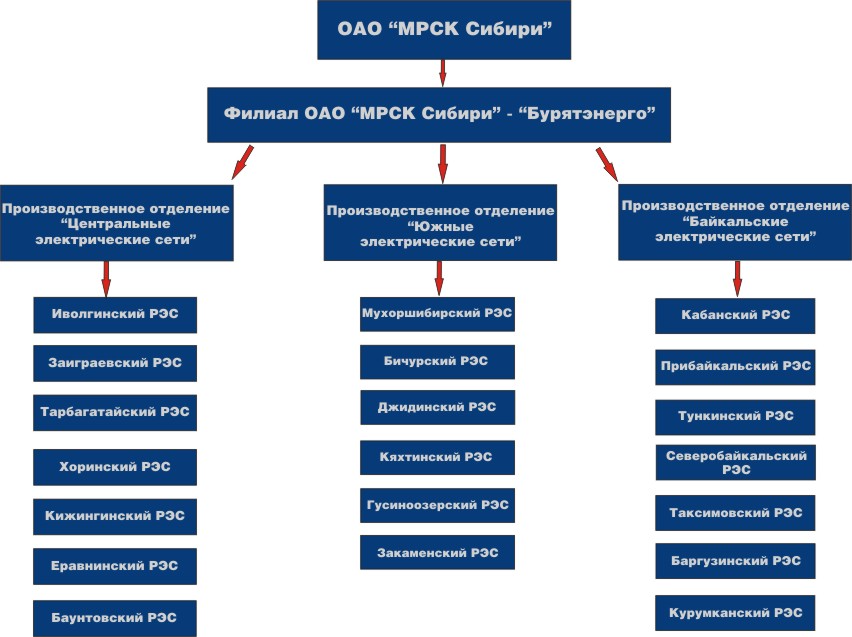 ОАО “МРСК Сибири”
Филиал ОАО “МРСК Сибири” - “Бурятэнерго”
Производственное отделение
“Центральные
электрические сети”
Иволгинский РЭС
Заиграевский РЭС
Тарбагатайский РЭС
Хоринский РЭС
Кижингинский РЭС
Еравнинский РЭС
Баунтовский РЭС
Производственное отделение
“Южные
электрические сети”
Мухоршибирский РЭС
Бичурский РЭС
Джидинский РЭС
Кяхтинский РЭС
Гусиноозерский РЭС
Закаменский РЭС
Производственное отделение
“Байкальские
электрические сети”
Кабанский РЭС
Прибайкальский РЭС
Тункинский РЭС
Северобайкальский
РЭС
Таксимовский РЭС
Баргузинский РЭС
Курумканский РЭС